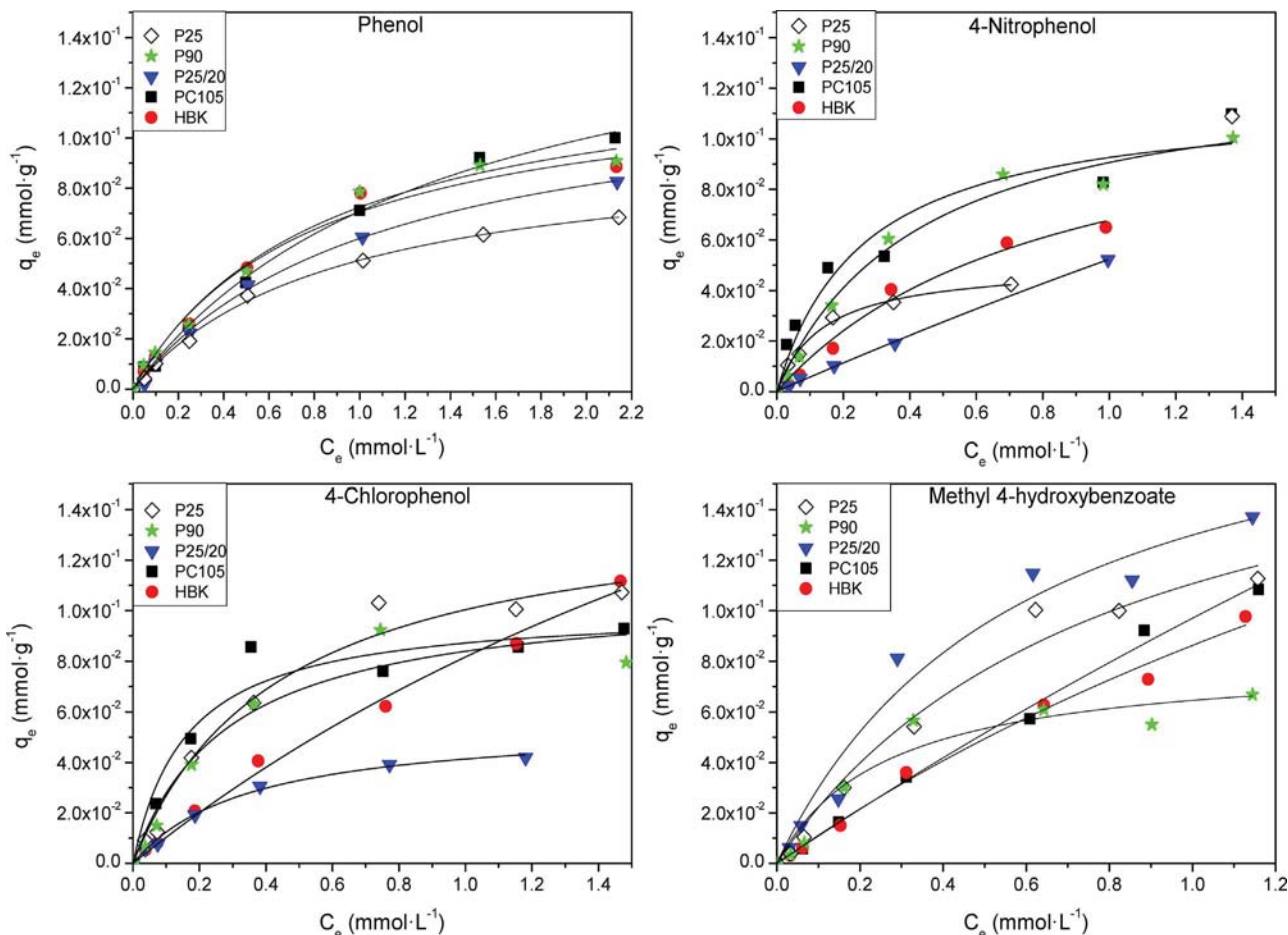 Phenol
P25
P90
P25/20
PC105
HBK
1.4x10⁻¹
1.2x10⁻¹
1.0x10⁻¹
8.0x10⁻²
6.0x10⁻²
4.0x10⁻²
2.0x10⁻²
0.0
qₑ (mmol·g⁻¹)
0.0 0.2 0.4 0.6 0.8 1.0 1.2 1.4 1.6 1.8 2.0 2.2
Cₑ (mmol·L⁻¹)
4-Nitrophenol
P25
P90
P25/20
PC105
HBK
1.4x10⁻¹
1.2x10⁻¹
1.0x10⁻¹
8.0x10⁻²
6.0x10⁻²
4.0x10⁻²
2.0x10⁻²
0.0
qₑ (mmol·g⁻¹)
0.0 0.2 0.4 0.6 0.8 1.0 1.2 1.4
Cₑ (mmol·L⁻¹)
4-Chlorophenol
P25
P90
P25/20
PC105
HBK
1.4x10⁻¹
1.2x10⁻¹
1.0x10⁻¹
8.0x10⁻²
6.0x10⁻²
4.0x10⁻²
2.0x10⁻²
0.0
qₑ (mmol·g⁻¹)
0.0 0.2 0.4 0.6 0.8 1.0 1.2 1.4
Cₑ (mmol·L⁻¹)
Methyl 4-hydroxybenzoate
P25
P90
P25/20
PC105
HBK
1.4x10⁻¹
1.2x10⁻¹
1.0x10⁻¹
8.0x10⁻²
6.0x10⁻²
4.0x10⁻²
2.0x10⁻²
0.0
qₑ (mmol·g⁻¹)
0.0 0.2 0.4 0.6 0.8 1.0 1.2
Cₑ (mmol·L⁻¹)